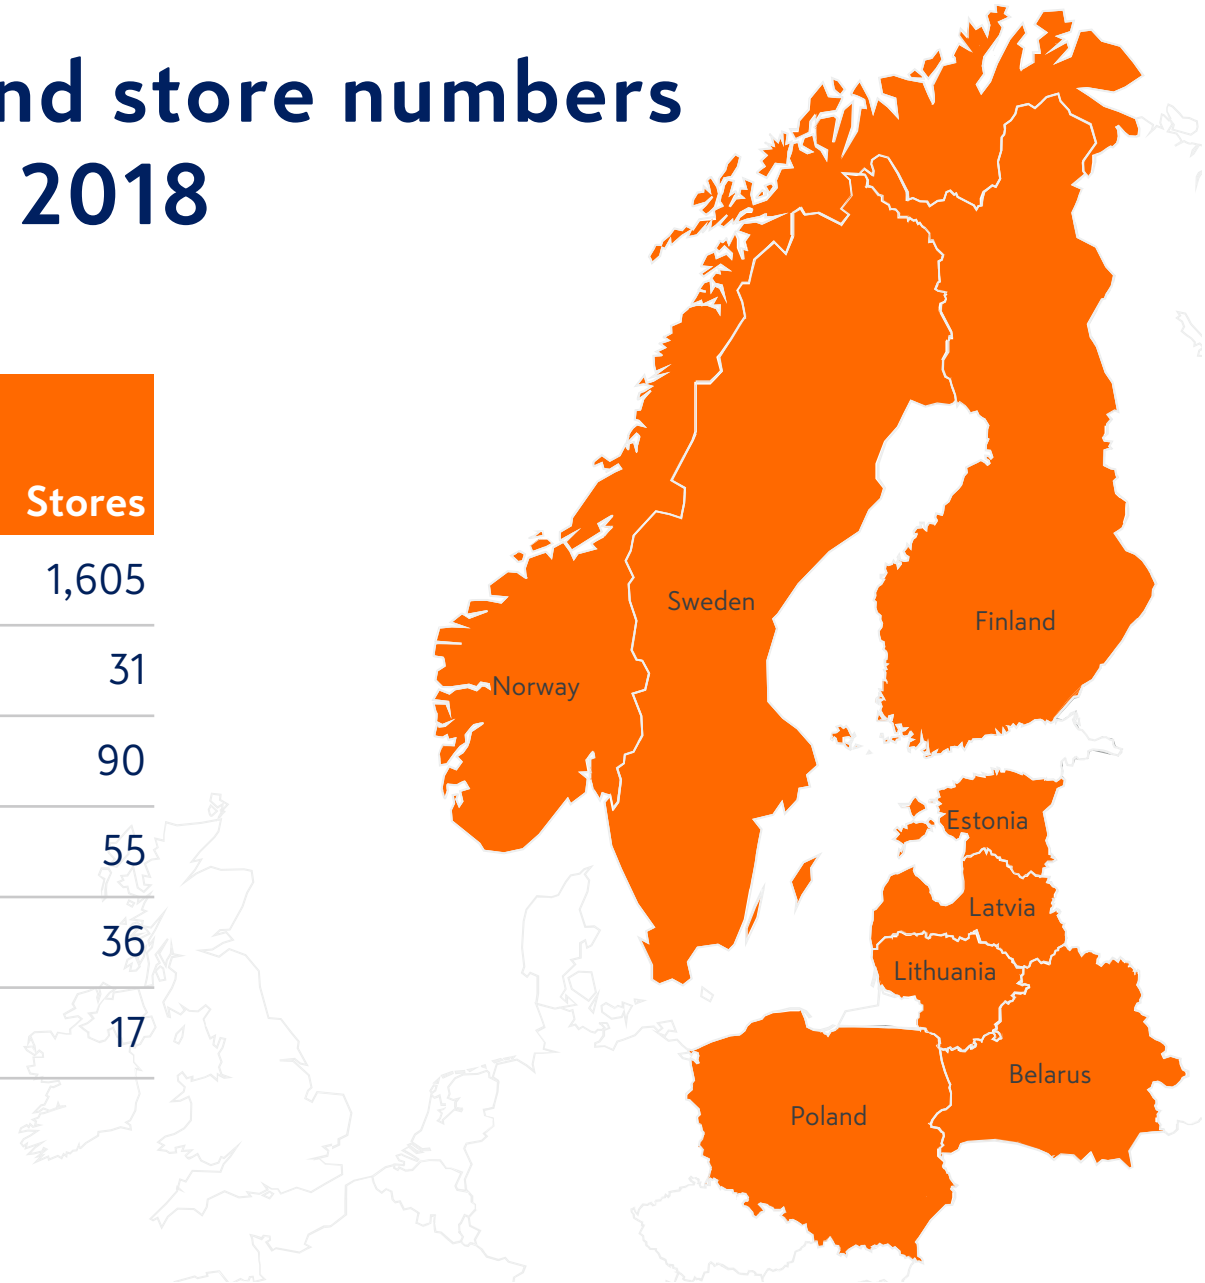 nd store numbers
2018
Stores
1,605
31
90
55
36
17
Sweden
Finland
Norway
Estonia
Latvia
Lithuania
Belarus
Poland